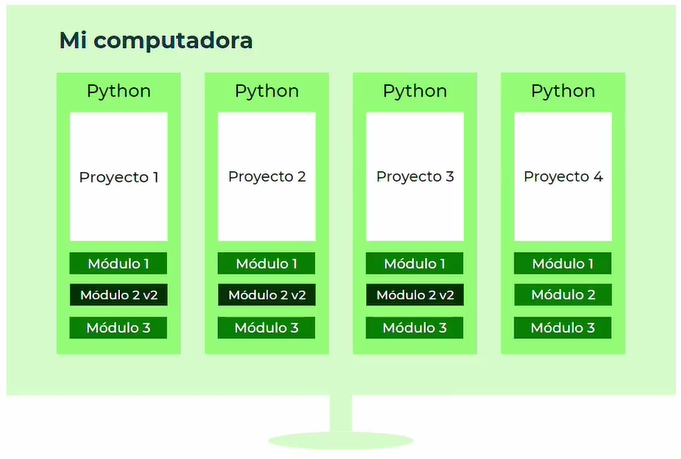 Mi computadora
Python
Proyecto 1
Módulo 1
Módulo 2 v2
Módulo 3
Python
Proyecto 2
Módulo 1
Módulo 2 v2
Módulo 3
Python
Proyecto 3
Módulo 1
Módulo 2 v2
Módulo 3
Python
Proyecto 4
Módulo 1
Módulo 2
Módulo 3